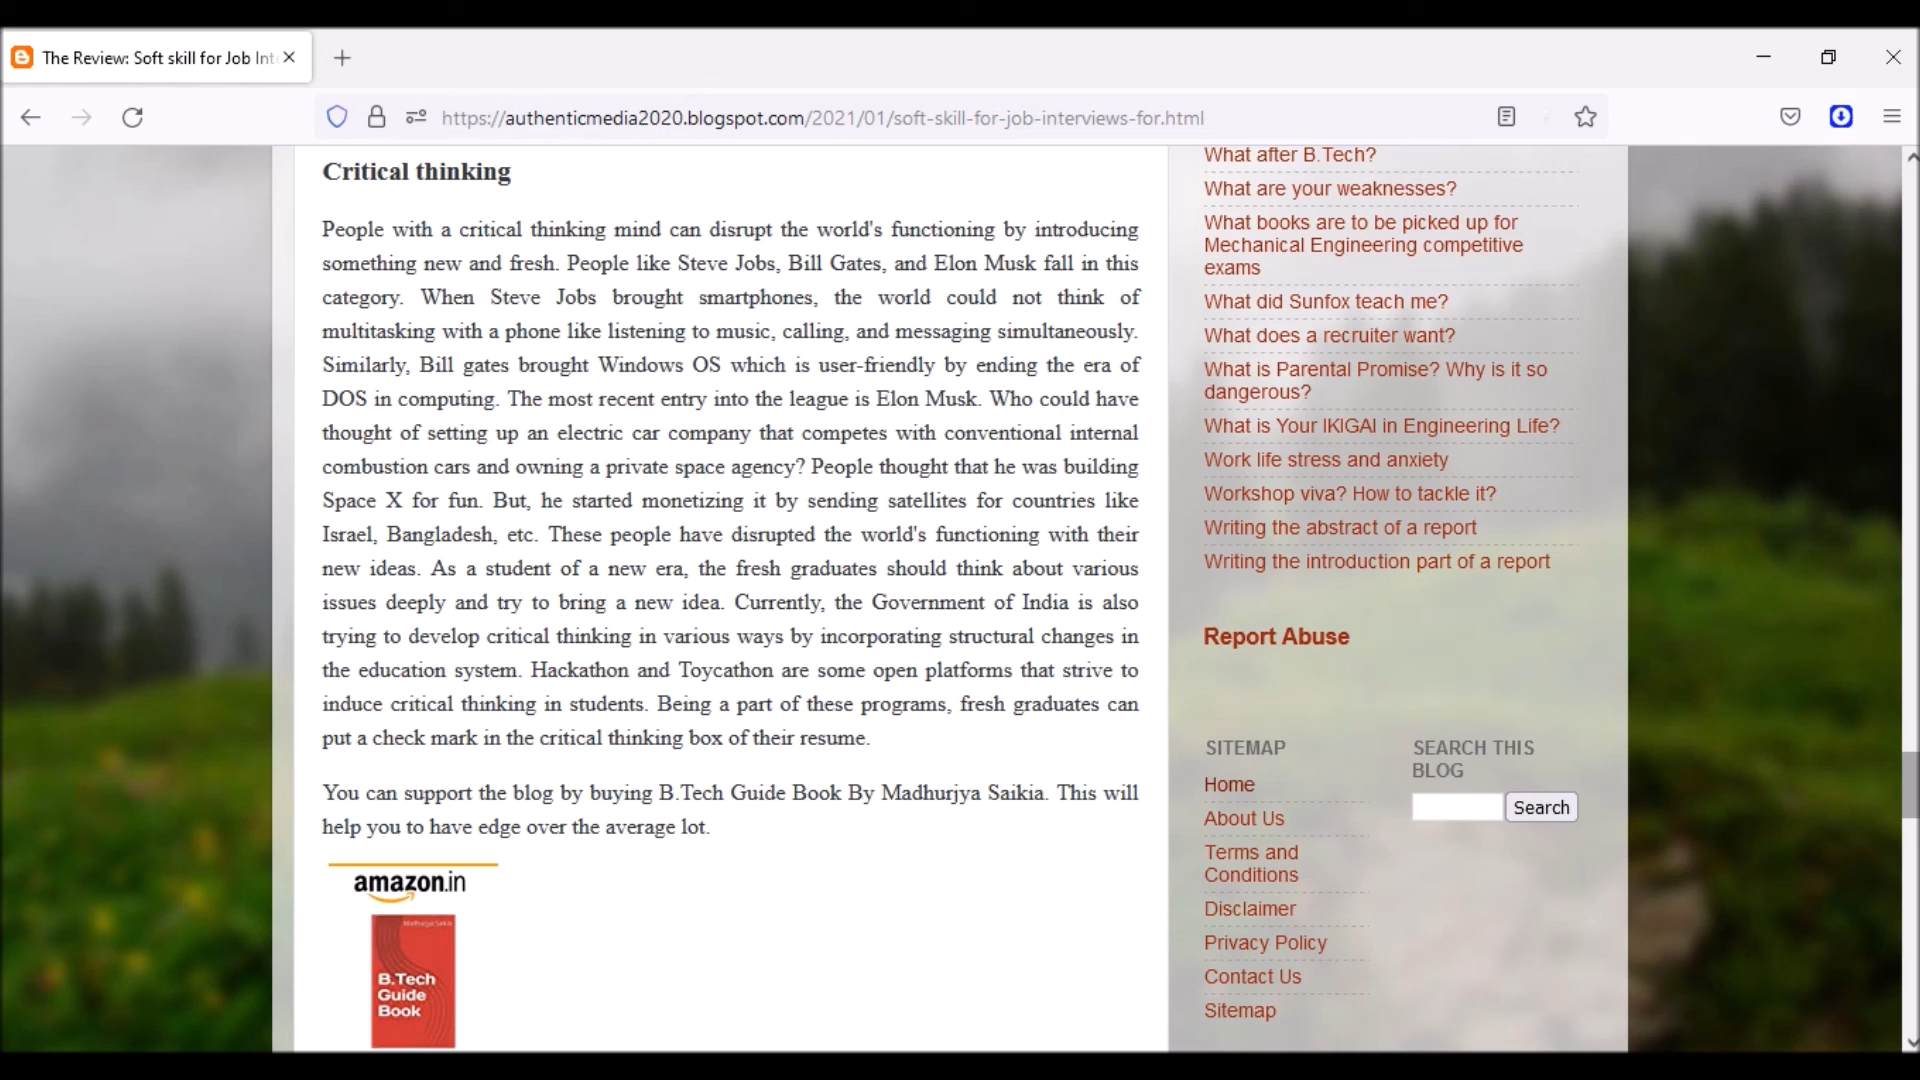 The Review: Soft skill for Job Int
https://authenticmedia2020.blogspot.com/2021/01/soft-skill-for-job-interviews-for.html
Critical thinking
People with a critical thinking mind can disrupt the world's functioning by introducing
something new and fresh. People like Steve Jobs, Bill Gates, and Elon Musk fall in this
category. When Steve Jobs brought smartphones, the world could not think of
multitasking with a phone like listening to music, calling, and messaging simultaneously.
Similarly, Bill gates brought Windows OS which is user-friendly by ending the era of
DOS in computing. The most recent entry into the league is Elon Musk. Who could have
thought of setting up an electric car company that competes with conventional internal
combustion cars and owning a private space agency? People thought that he was building
Space X for fun. But, he started monetizing it by sending satellites for countries like
Israel, Bangladesh, etc. These people have disrupted the world's functioning with their
new ideas. As a student of a new era, the fresh graduates should think about various
issues deeply and try to bring a new idea. Currently, the Government of India is also
trying to develop critical thinking in various ways by incorporating structural changes in
the education system. Hackathon and Toycathon are some open platforms that strive to
induce critical thinking in students. Being a part of these programs, fresh graduates can
put a check mark in the critical thinking box of their resume.
You can support the blog by buying B.Tech Guide Book By Madhurjya Saikia. This will
help you to have edge over the average lot.
amazon.in
Madhurjya Saikia
B.Tech
Guide
Book
What after B.Tech?
What are your weaknesses?
What books are to be picked up for
Mechanical Engineering competitive
exams
What did Sunfox teach me?
What does a recruiter want?
What is Parental Promise? Why is it so
dangerous?
What is Your IKIGAI in Engineering Life?
Work life stress and anxiety
Workshop viva? How to tackle it?
Writing the abstract of a report
Writing the introduction part of a report
Report Abuse
SITEMAP
Home
About Us
Terms and
Conditions
Disclaimer
Privacy Policy
Contact Us
Sitemap
SEARCH THIS
BLOG
Search